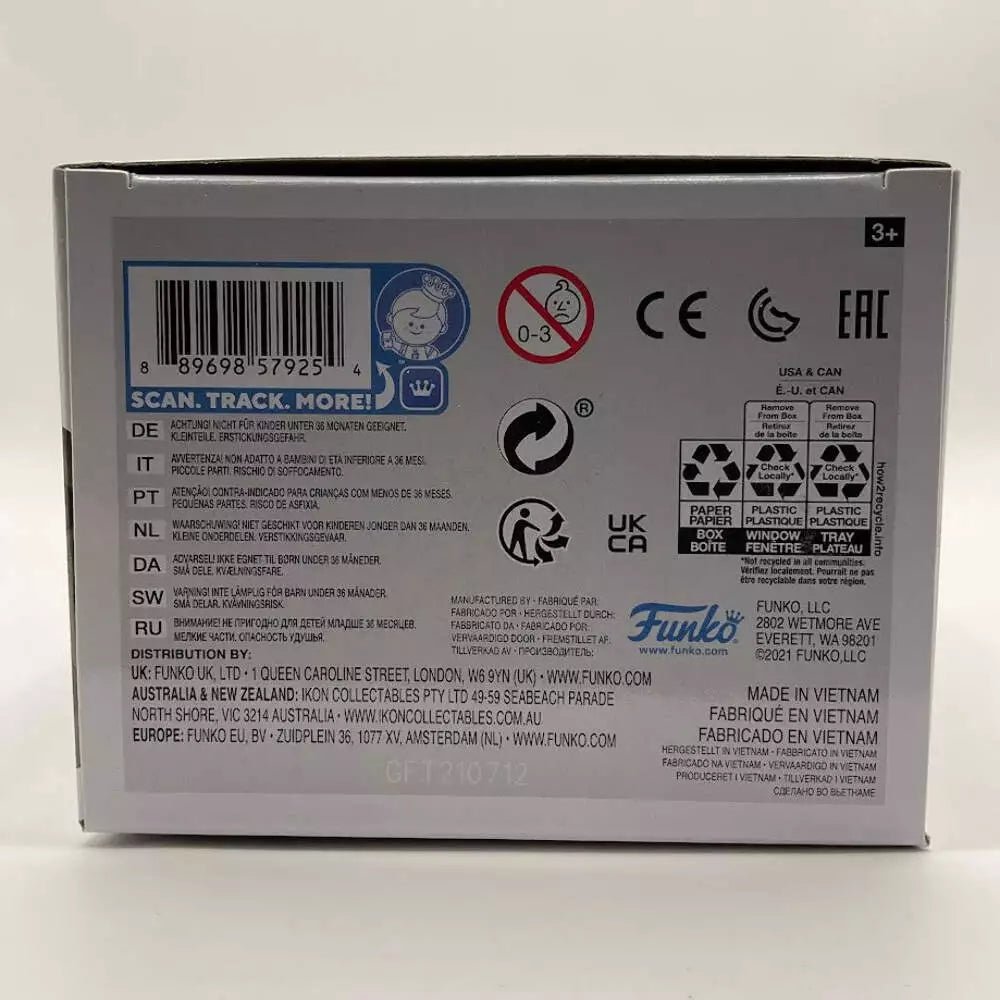 3+
8 89698 57925 4
SCAN. TRACK. MORE!
0-3
CE
EAC
®
UK
CA
USA & CAN
É.-U. et CAN
Remove From Box
Retirez de la boîte
Remove From Box
Retirez de la boîte
Check Locally*
Check Locally*
PAPER
PAPIER
PLASTIC
PLASTIQUE
PLASTIC
PLASTIQUE
BOX
BOÎTE
WINDOW
FENÊTRE
TRAY
PLATEAU
how2recycle.info
*Not recycled in all communities.
Vérifiez localement. Pourrait ne pas
être recyclable dans votre région.
DE ACHTUNG! NICHT FÜR KINDER UNTER 36 MONATEN GEEIGNET.
KLEINTEILE. ERSTICKUNGSGEFAHR.
IT AVVERTENZA! NON ADATTO A BAMBINI DI ETÀ INFERIORE A 36 MESI.
PICCOLE PARTI. RISCHIO DI SOFFOCAMENTO.
PT ATENÇÃO! CONTRA-INDICADO PARA CRIANÇAS COM MENOS DE 36 MESES.
PEQUENAS PARTES. RISCO DE ASFIXIA.
NL WAARSCHUWING! NIET GESCHIKT VOOR KINDEREN JONGER DAN 36 MAANDEN.
KLEINE ONDERDELEN. VERSTIKKINGSGEVAAR.
DA ADVARSEL! IKKE EGNET TIL BØRN UNDER 36 MÅNEDER.
SMÅ DELE. KVÆLNINGSFARE.
SW VARNING! INTE LÄMPLIG FÖR BARN UNDER 36 MÅNADER.
SMÅ DELAR. KVÄVNINGSRISK.
RU ВНИМАНИЕ! НЕ ПРИГОДНО ДЛЯ ДЕТЕЙ МЛАДШЕ 36 МЕСЯЦЕВ.
МЕЛКИЕ ЧАСТИ. ОПАСНОСТЬ УДУШЬЯ.
MANUFACTURED BY · FABRIQUÉ PAR:
FABRICADO POR · HERGESTELLT DURCH:
FABBRICATO DA · FABRICADO POR:
VERVAARDIGD DOOR · FREMSTILLET AF:
TILLVERKAD AV · ПРОИЗВОДИТЕЛЬ:
Funko
www.funko.com
FUNKO, LLC
2802 WETMORE AVE
EVERETT, WA 98201
©2021 FUNKO, LLC
DISTRIBUTION BY:
UK: FUNKO UK, LTD · 1 QUEEN CAROLINE STREET, LONDON, W6 9YN (UK) · WWW.FUNKO.COM
AUSTRALIA & NEW ZEALAND: IKON COLLECTABLES PTY LTD 49-59 SEABEACH PARADE
NORTH SHORE, VIC 3214 AUSTRALIA · WWW.IKONCOLLECTABLES.COM.AU
EUROPE: FUNKO EU, BV · ZUIDPLEIN 36, 1077 XV, AMSTERDAM (NL) · WWW.FUNKO.COM
GFT210712
MADE IN VIETNAM
FABRIQUÉ EN VIETNAM
FABRICADO EN VIETNAM
HERGESTELLT IN VIETNAM · FABBRICATO IN VIETNAM
FABRICADO NA VIETNAM · VERVAARDIGD IN VIETNAM
PRODUCERET I VIETNAM · TILLVERKAD I VIETNAM
СДЕЛАНО ВО ВЬЕТНАМЕ